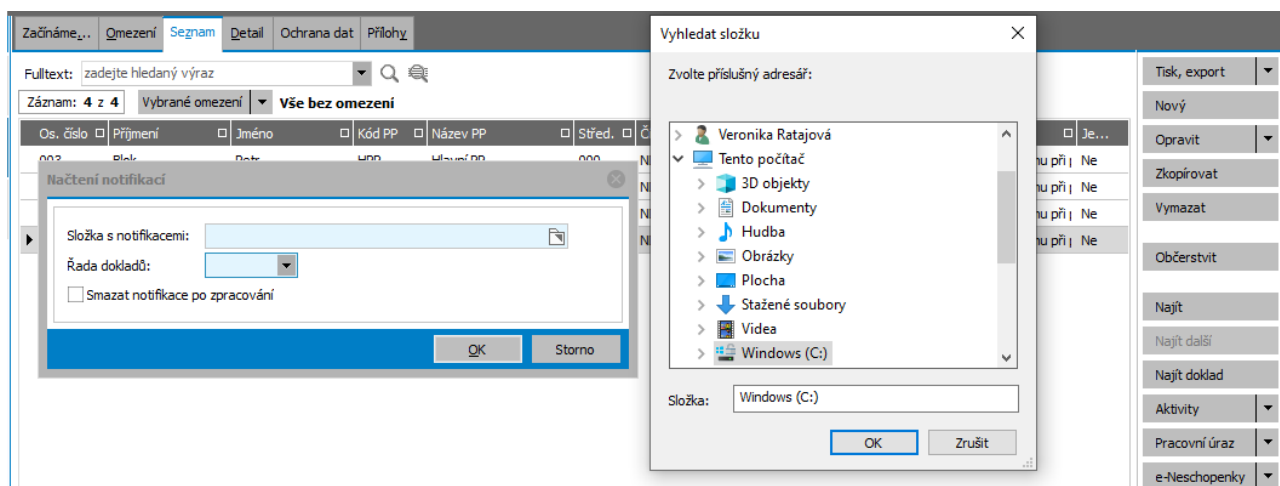 Začínáme... Omezení Seznam Detail Ochrana dat Přílohy
Fulltext: zadejte hledaný výraz
Záznam: 4 z 4 Vybrané omezení Vše bez omezení
Os. číslo Příjmení Jméno Kód PP Název PP Střed. Je...
Ne
Ne
Ne
Ne
Načtení notifikací
Složka s notifikacemi:
Řada dokladů:
Smazat notifikace po zpracování
OK Storno
Vyhledat složku
Zvolte příslušný adresář:
Veronika Ratajová
Tento počítač
3D objekty
Dokumenty
Hudba
Obrázky
Plocha
Stažené soubory
Videa
Windows (C:)
Složka: Windows (C:)
OK Zrušit
Tisk, export
Nový
Opravit
Zkopírovat
Vymazat
Občerstvit
Najít
Najít další
Najít doklad
Aktivity
Pracovní úraz
e-Neschopenky